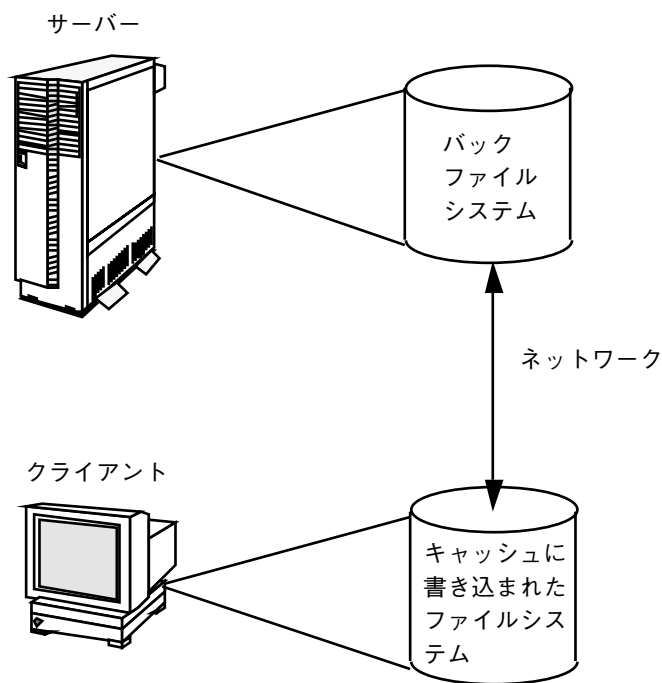 サーバー
バック
ファイル
システム
ネットワーク
クライアント
キャッシュに
書き込まれた
ファイルシス
テム